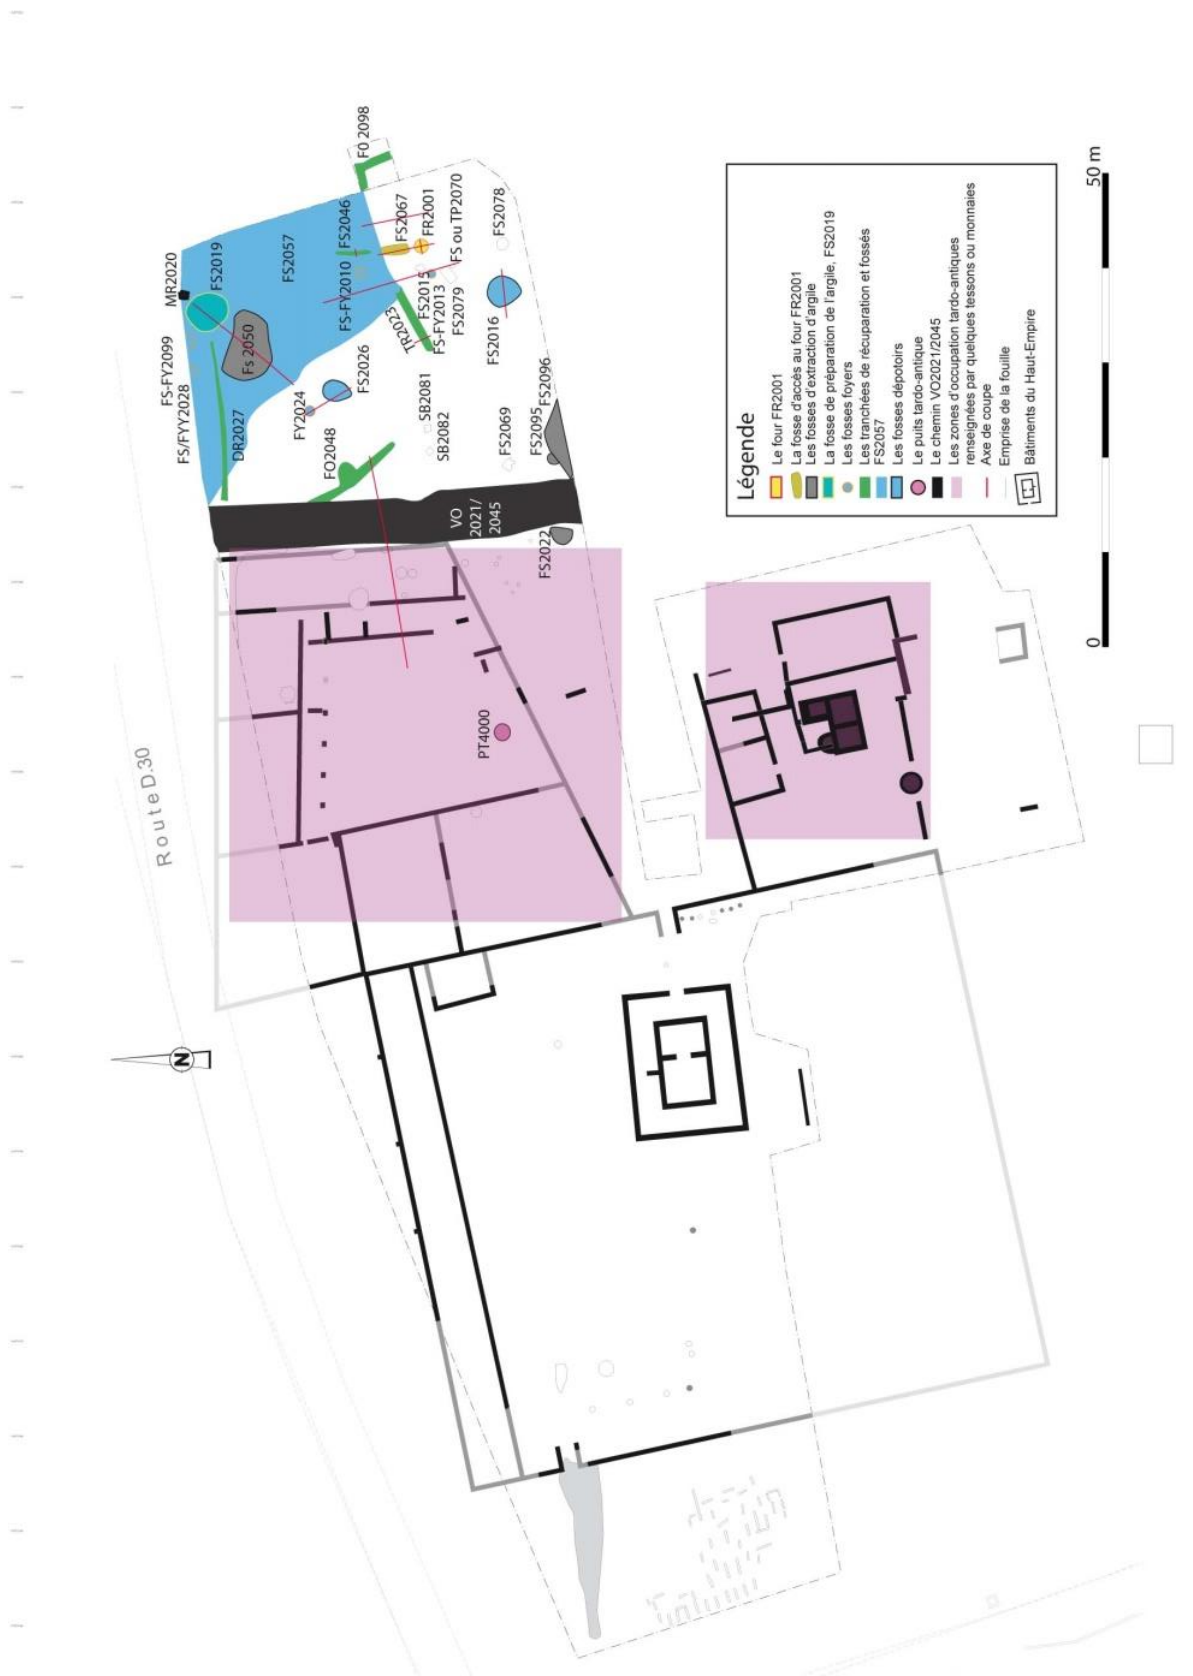 F0 2098
MR2020
FS2019
FS2057
FS2046
FS2067
FR2001
FS ou TP2070
FS2078
FS-FY2099
FS/FYY2028
Fs 2050
FS-FY2010
TR2023
FS2015
FS-FY2013
FS2079
FS2016
DR2027
FY2024
FS2026
FO2048
SB2081
SB2082
FS2069
FS2095
FS2096
VO
2021/
2045
FS2022
PT4000
Route D.30
N
Légende
Le four FR2001
La fosse d'accès au four FR2001
Les fosses d'extraction d'argile
La fosse de préparation de l'argile, FS2019
Les fosses foyers
Les tranchées de récuparation et fossés
FS2057
Les fosses dépotoirs
Le puits tardo-antique
Le chemin VO2021/2045
Les zones d'occupation tardo-antiques
renseignées par quelques tessons ou monnaies
Axe de coupe
Emprise de la fouille
Bâtiments du Haut-Empire
0
50 m